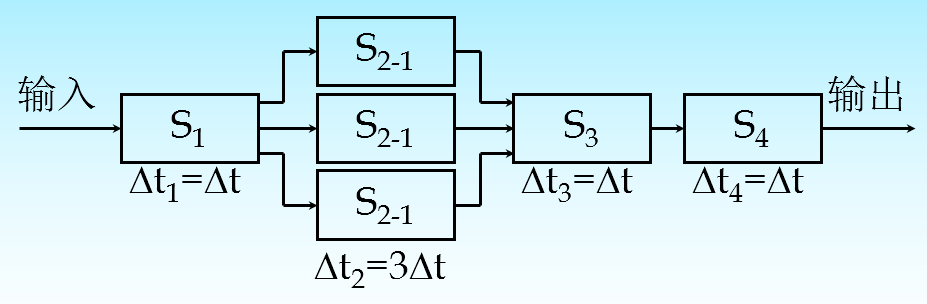 输入
S1
S2-1
S2-1
S2-1
S3
S4
输出
Δt1=Δt
Δt2=3Δt
Δt3=Δt
Δt4=Δt